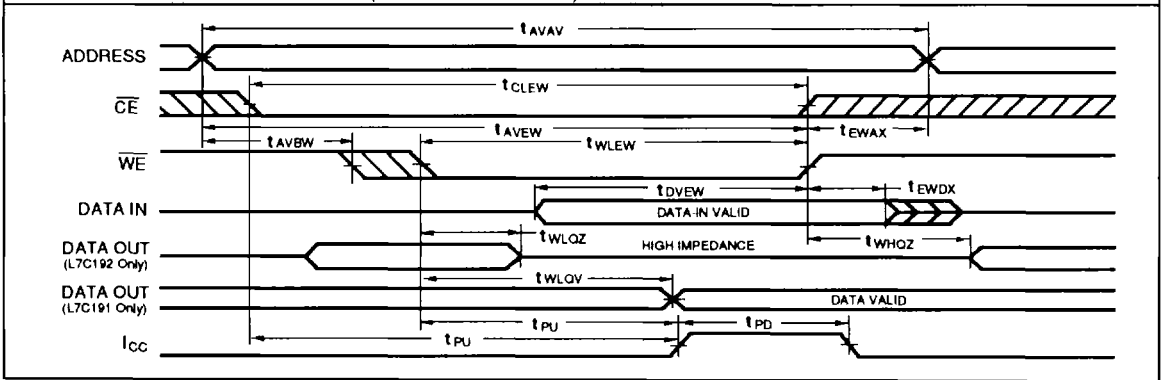 tAVAV
ADDRESS
tCLEW
CE
tAVEW
tEWAX
tAVBW
tWLEW
WE
tDVEW
tEWDX
DATA IN
DATA-IN VALID
tWLQZ
tWHQZ
DATA OUT
(L7C192 Only)
HIGH IMPEDANCE
tWLQV
DATA OUT
(L7C191 Only)
DATA VALID
tPU
tPD
tPU
ICC